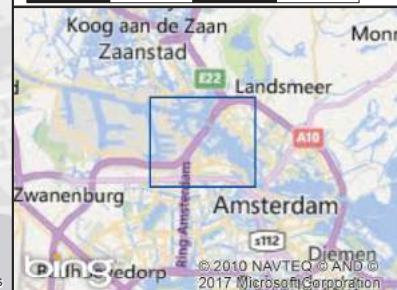 Koog aan de Zaan
Zaanstad
Monn
E22
Landsmeer
A10
Zwanenburg
Ring Amsterdam
Amsterdam
s112
Diemen
bing
© 2010 NAVTEQ © AND ©
2017 Microsoft Corporation
s